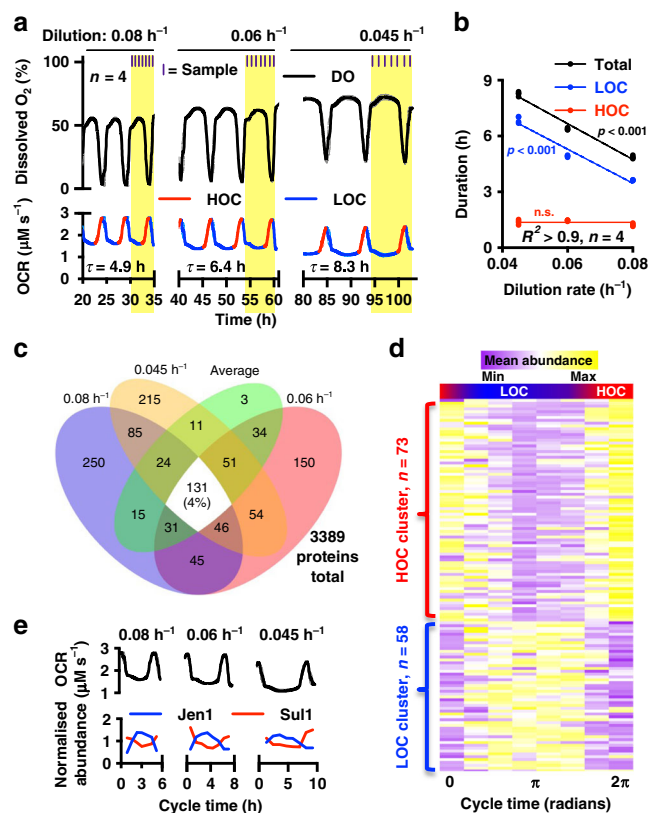 a
Dilution: 0.08 h⁻¹
0.06 h⁻¹
0.045 h⁻¹
Dissolved O₂ (%)
100
50
0
n = 4
= Sample
DO
HOC
LOC
OCR (μM s⁻¹)
3
2
1
0
τ = 4.9 h
τ = 6.4 h
τ = 8.3 h
20 25 30 35
40 45 50 55 60
80 85 90 95 100
Time (h)
b
Total
LOC
HOC
Duration (h)
9
6
3
0
p < 0.001
p < 0.001
n.s.
R² > 0.9, n = 4
0.04 0.06 0.08
Dilution rate (h⁻¹)
c
0.08 h⁻¹
0.045 h⁻¹
Average
0.06 h⁻¹
215
3
85
11
34
250
24
51
150
131
(4%)
15
31
46
54
45
3389
proteins
total
d
Mean abundance
Min
Max
LOC
HOC
HOC cluster, n = 73
LOC cluster, n = 58
0 π 2π
Cycle time (radians)
e
0.08 h⁻¹
0.06 h⁻¹
0.045 h⁻¹
OCR (μM s⁻¹)
3
2
1
Jen1
Sul1
Normalised abundance
2
1
0
0 3 6
0 4 8
0 5 10
Cycle time (h)